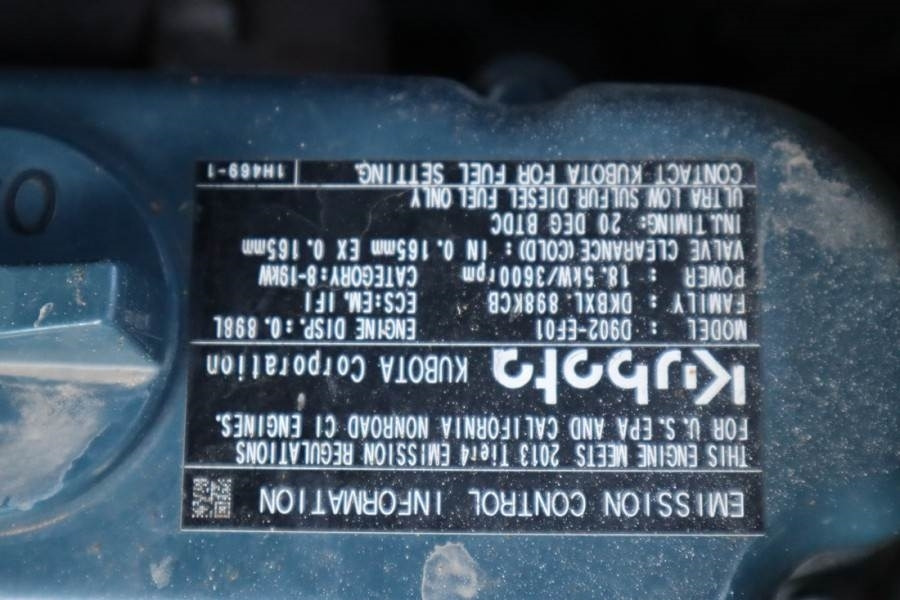 EMISSION CONTROL INFORMATION
THIS ENGINE MEETS 2013 Tier4 EMISSION REGULATIONS
FOR U.S. EPA AND CALIFORNIA NONROAD CI ENGINES.
Kubota KUBOTA Corporation
MODEL : D902-EF01 ENGINE DISP.:0.898L
FAMILY : DKBXL.898KCB ECS:EM, IFI
POWER : 18.5kW/3600rpm CATEGORY:8-19kW
VALVE CLEARANCE(COLD): IN 0.165mm EX 0.165mm
INJ.TIMING: 20 DEG BTDC
ULTRA LOW SULFUR DIESEL FUEL ONLY
CONTACT KUBOTA FOR FUEL SETTING. 1H469-1